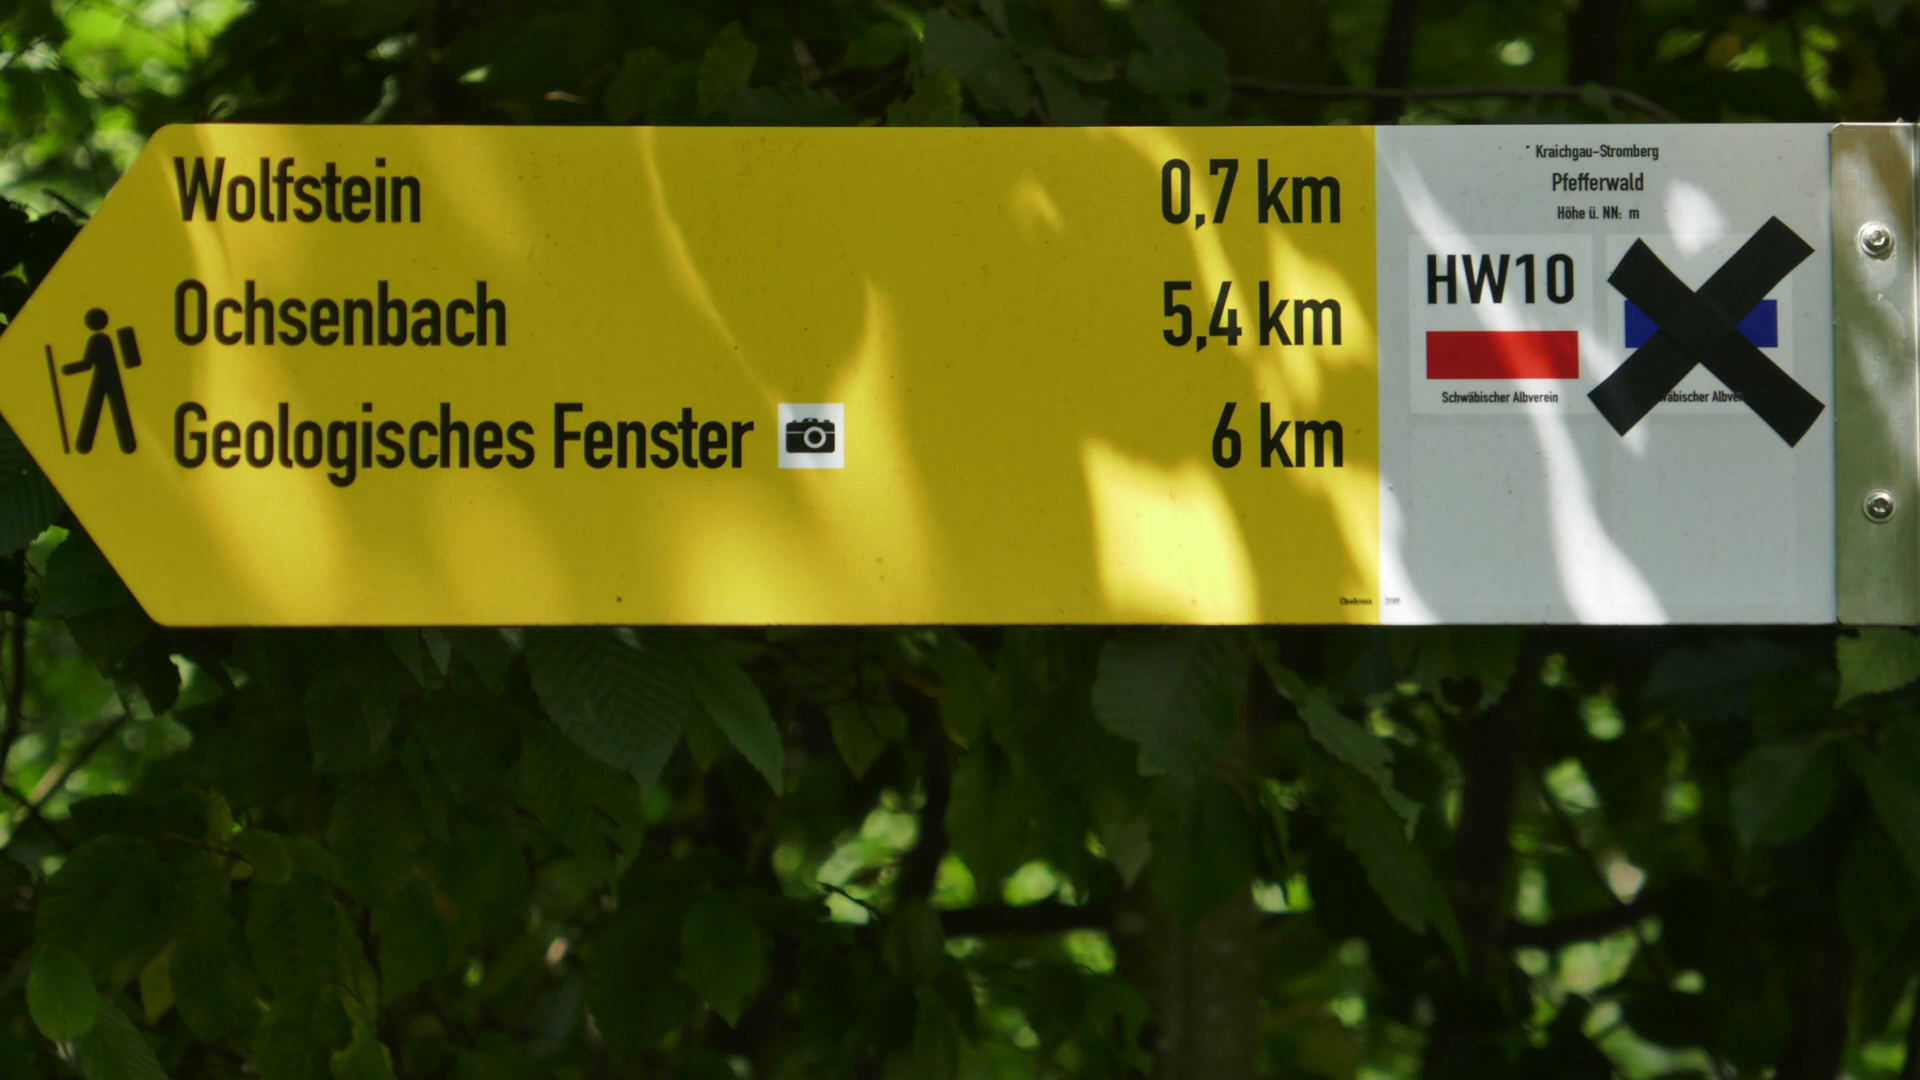 Wolfstein 0,7 km
Ochsenbach 5,4 km
Geologisches Fenster 6 km
Kraichgau-Stromberg
Pfefferwald
Höhe ü. NN: m
HW10
Schwäbischer Albverein